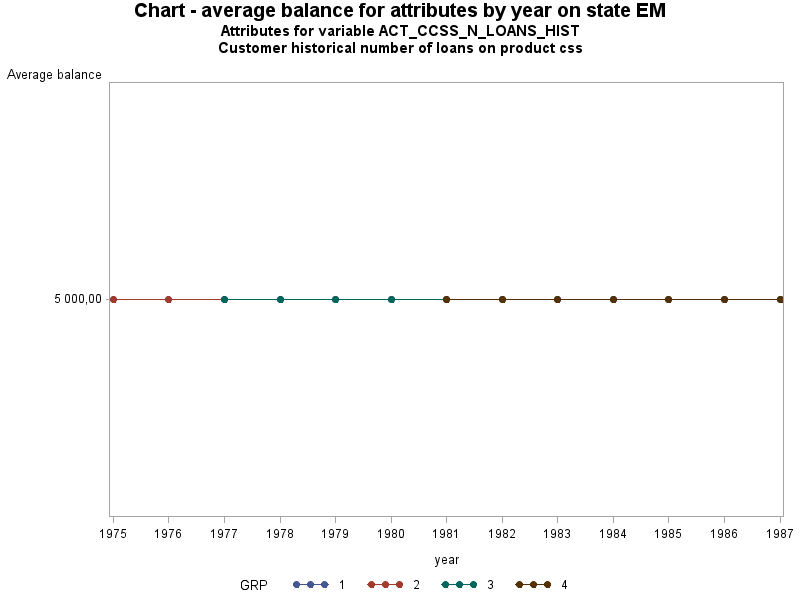 Chart - average balance for attributes by year on state EM
Attributes for variable ACT_CCSS_N_LOANS_HIST
Customer historical number of loans on product css
Average balance
5 000,00
1975 1976 1977 1978 1979 1980 1981 1982 1983 1984 1985 1986 1987
year
GRP 1 2 3 4